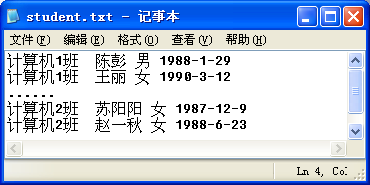 student.txt - 记事本
文件(F) 编辑(E) 格式(O) 查看(V) 帮助(H)
计算机1班 陈彭 男 1988-1-29
计算机1班 王丽 女 1990-3-12
......
计算机2班 苏阳阳 女 1987-12-9
计算机2班 赵一秋 女 1988-6-23
Ln 4, Co